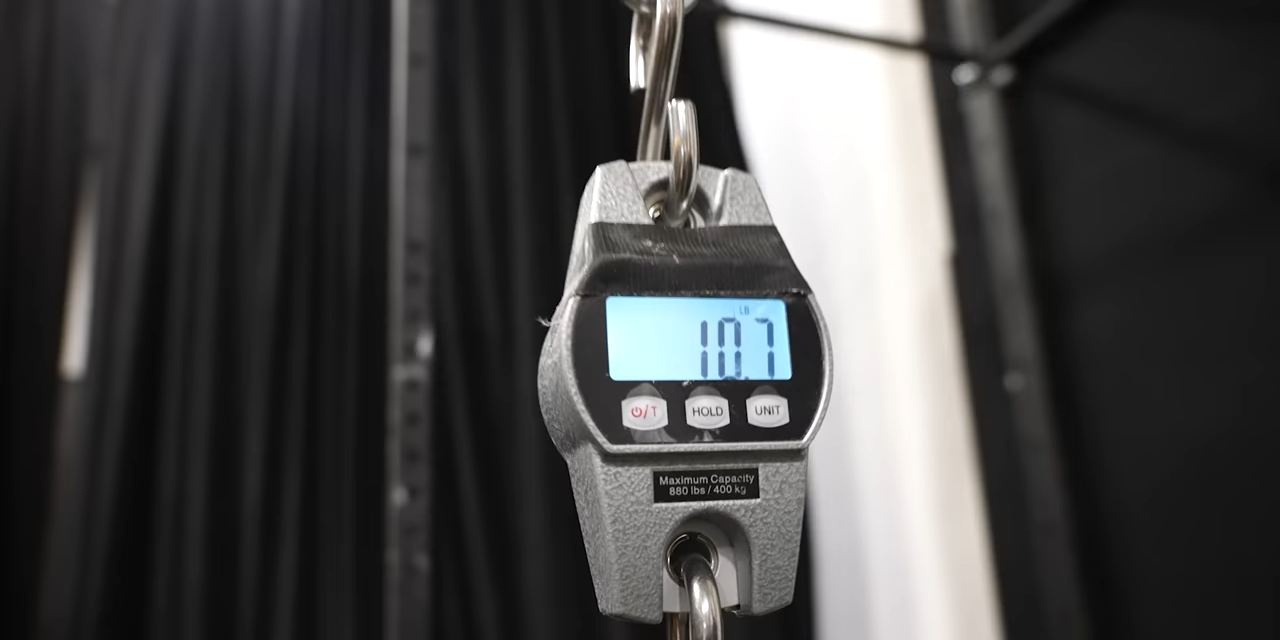 LB
10.7
⏻/T
HOLD
UNIT
Maximum Capacity
880 lbs / 400 kg